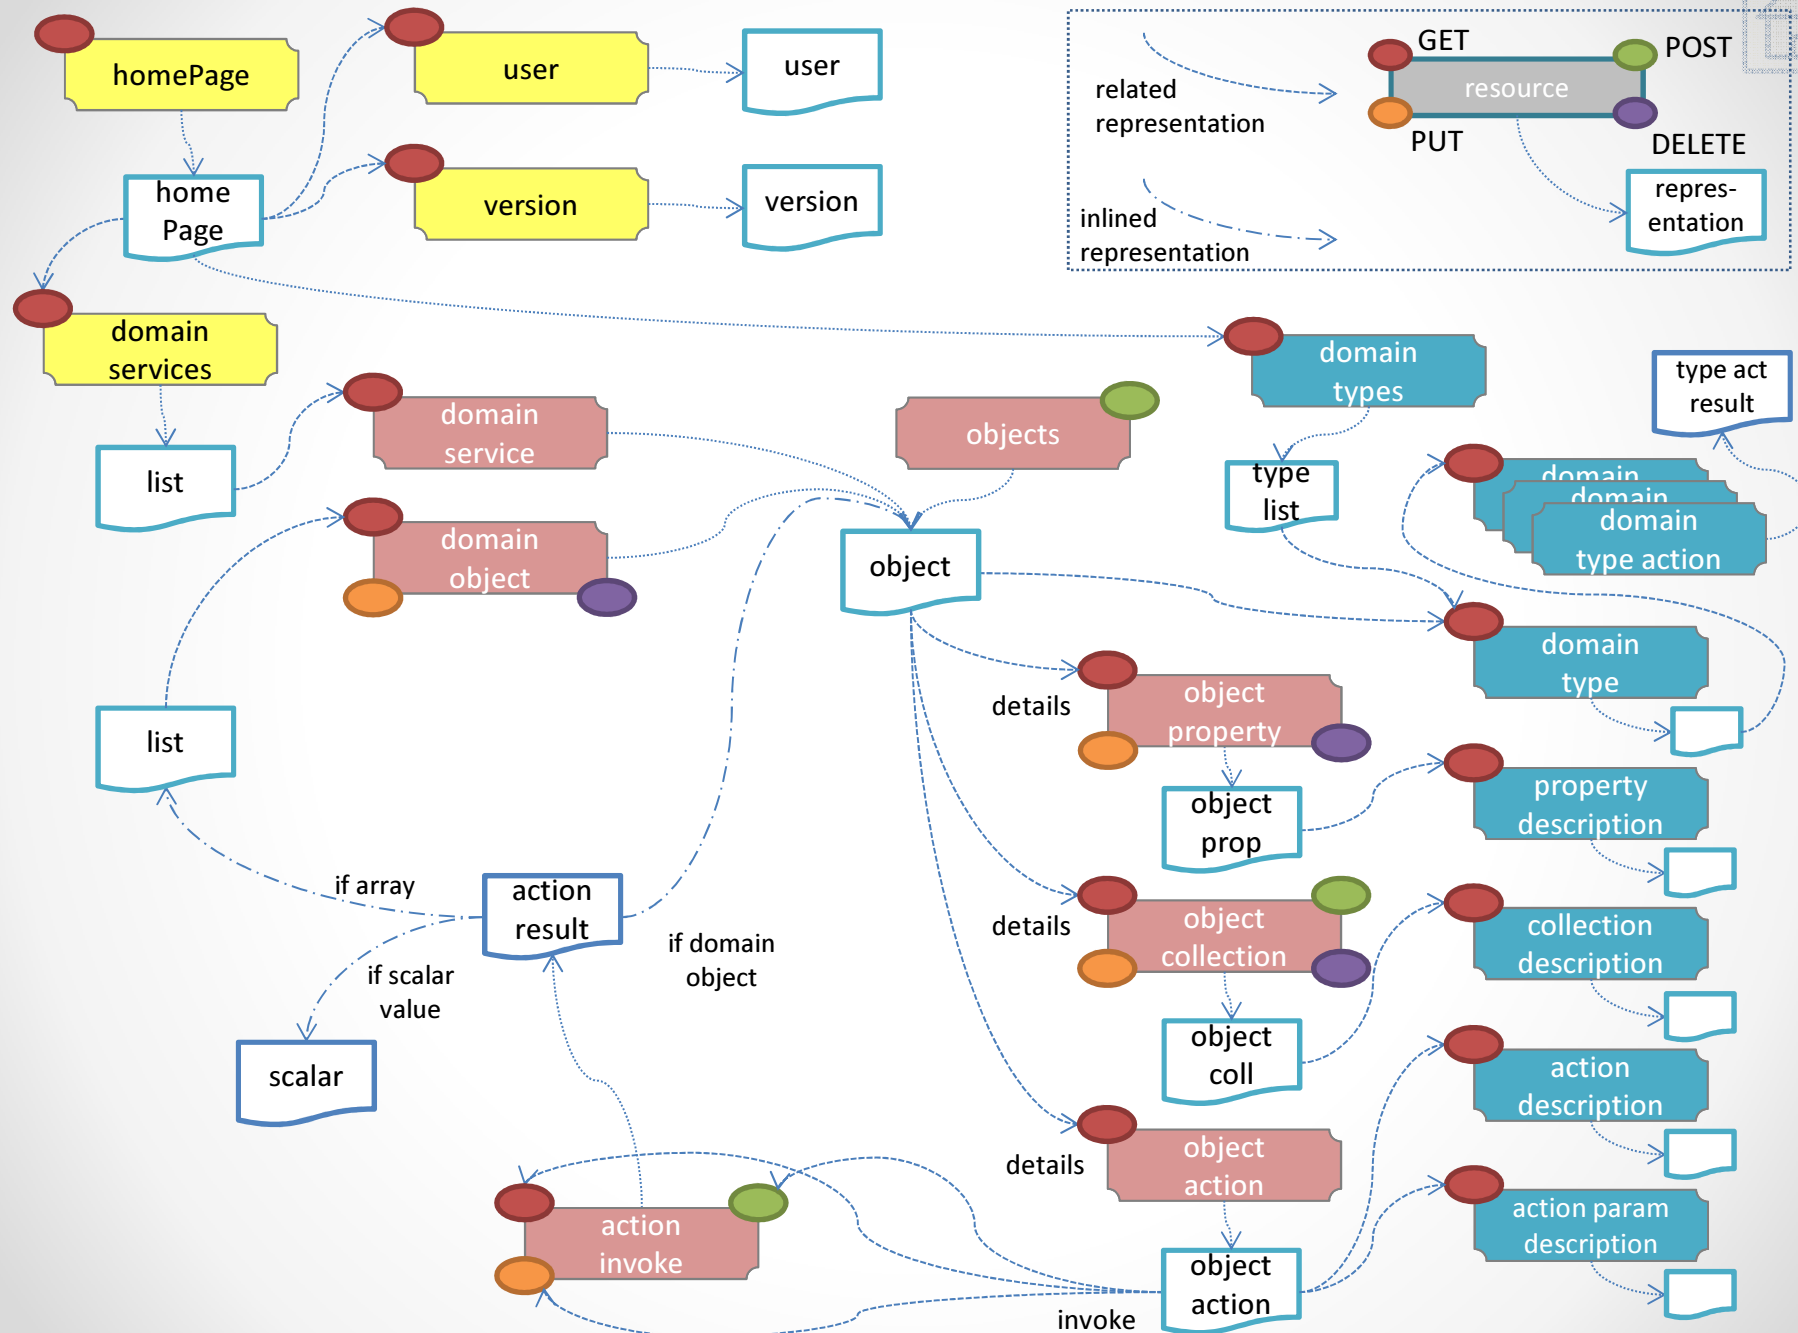 homePage
user
user
home
Page
version
version
GET
POST
related
representation
resource
PUT
DELETE
inlined
representation
repres-
entation
domain
services
domain
types
type act
result
list
domain
service
objects
type
list
domain
domain
domain
type action
domain
object
object
domain
type
list
details
object
property
object
prop
property
description
if array
action
result
if domain
object
details
object
collection
collection
description
if scalar
value
scalar
object
coll
action
description
details
object
action
action
invoke
action param
description
object
action
invoke